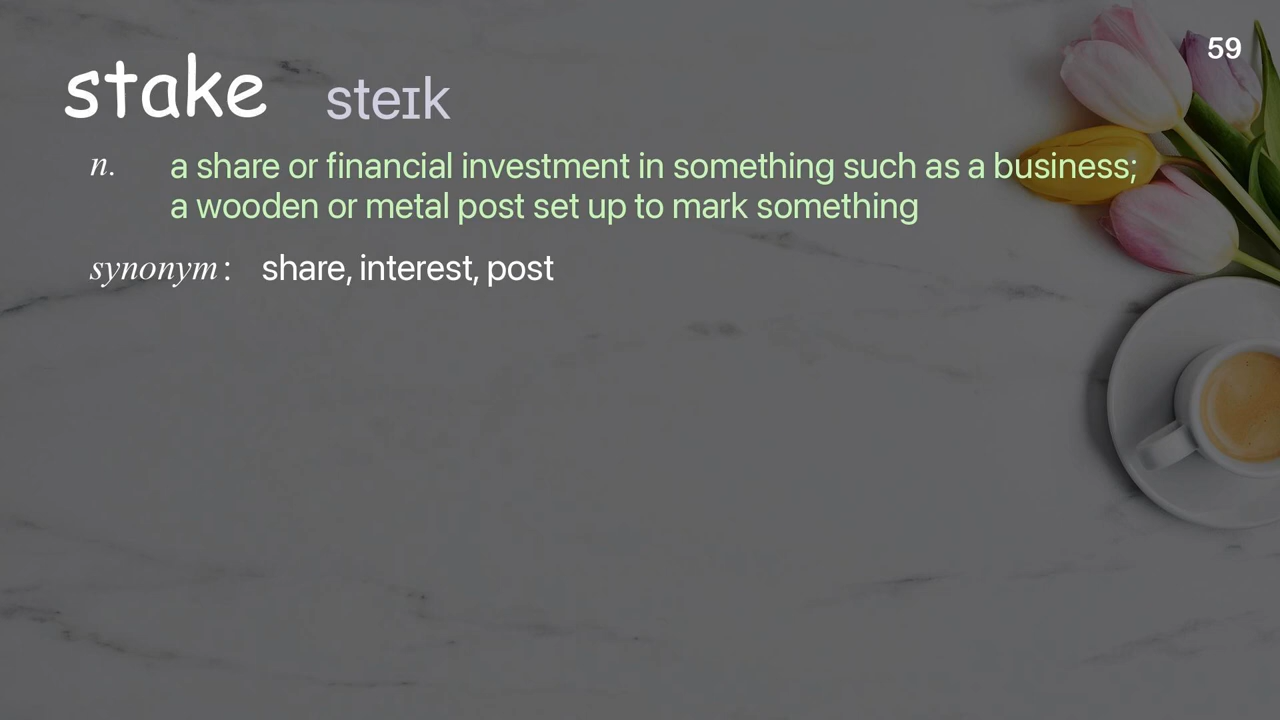 59
stake steɪk
n. a share or financial investment in something such as a business;
a wooden or metal post set up to mark something
synonym: share, interest, post